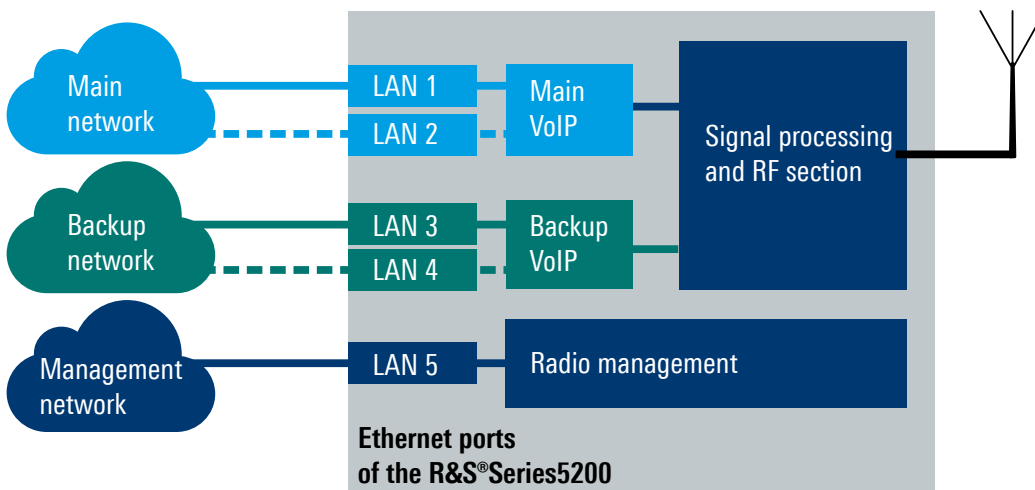 Main
network
LAN 1
LAN 2
Main
VoIP
Signal processing
and RF section
Backup
network
LAN 3
LAN 4
Backup
VoIP
Management
network
LAN 5
Radio management
Ethernet ports
of the R&S®Series5200